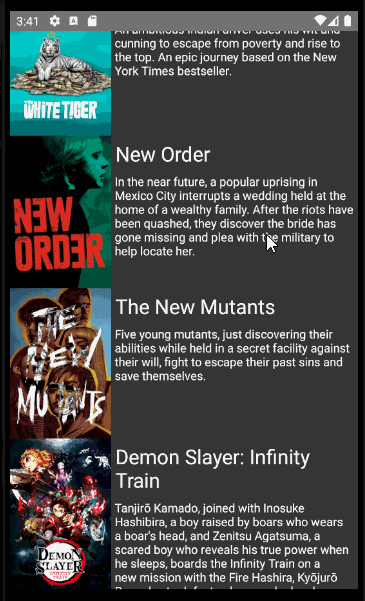 3:41
An ambitious Indian driver uses his wit and
cunning to escape from poverty and rise to
the top. An epic journey based on the New
York Times bestseller.
WHITE TIGER
New Order
In the near future, a popular uprising in
Mexico City interrupts a wedding held at the
home of a wealthy family. After the riots have
been quashed, they discover the bride has
gone missing and plea with the military to
help locate her.
NEW
ORDER
The New Mutants
Five young mutants, just discovering their
abilities while held in a secret facility against
their will, fight to escape their past sins and
save themselves.
THE
NEW
MUTANTS
Demon Slayer: Infinity
Train
Tanjirō Kamado, joined with Inosuke
Hashibira, a boy raised by boars who wears
a boar's head, and Zenitsu Agatsuma, a
scared boy who reveals his true power when
he sleeps, boards the Infinity Train on a
new mission with the Fire Hashira, Kyōjurō
DEMON
SLAYER